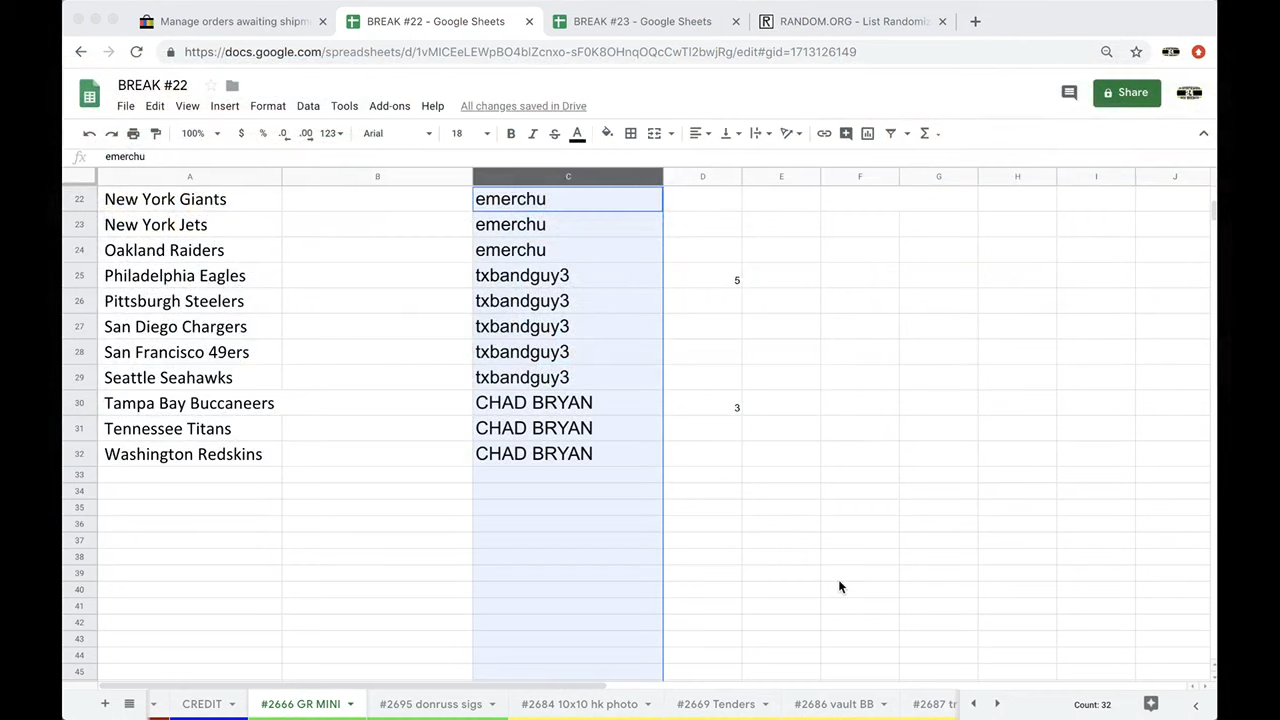 Manage orders awaiting shipm
BREAK #22 - Google Sheets
BREAK #23 - Google Sheets
RANDOM.ORG - List Randomiz
https://docs.google.com/spreadsheets/d/1vMICEeLEWpBO4blZcnxo-sF0K8OHnqOQcCwTl2bwjRg/edit#gid=1713126149
BREAK #22
File Edit View Insert Format Data Tools Add-ons Help All changes saved in Drive
Share
100% $ % .0 .00 123 Arial 18 B I S A
fx emerchu
A B C D E F G H I J
22 New York Giants emerchu
23 New York Jets emerchu
24 Oakland Raiders emerchu
25 Philadelphia Eagles txbandguy3 5
26 Pittsburgh Steelers txbandguy3
27 San Diego Chargers txbandguy3
28 San Francisco 49ers txbandguy3
29 Seattle Seahawks txbandguy3
30 Tampa Bay Buccaneers CHAD BRYAN 3
31 Tennessee Titans CHAD BRYAN
32 Washington Redskins CHAD BRYAN
33
34
35
36
37
38
39
40
41
42
43
44
45
CREDIT #2666 GR MINI #2695 donruss sigs #2684 10x10 hk photo #2669 Tenders #2686 vault BB #2687 tr Count: 32